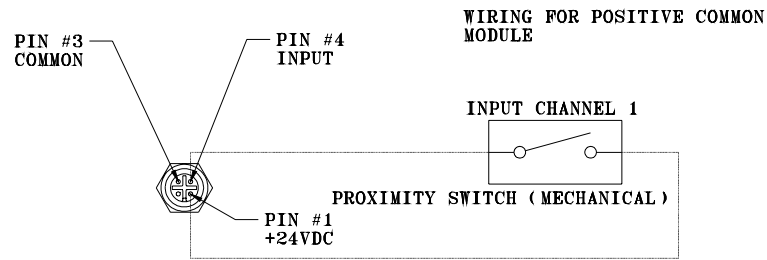 WIRING FOR POSITIVE COMMON
MODULE
PIN #3
COMMON
PIN #4
INPUT
INPUT CHANNEL 1
PROXIMITY SWITCH (MECHANICAL)
PIN #1
+24VDC